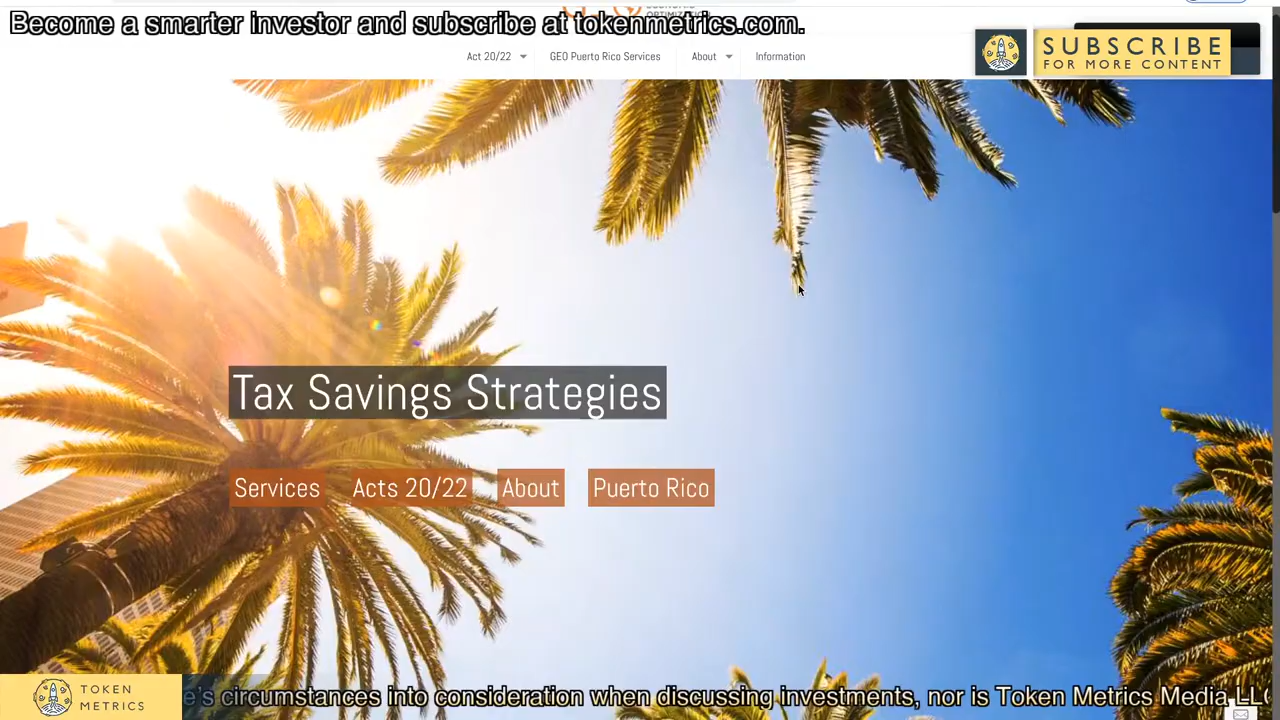 Become a smarter investor and subscribe at tokenmetrics.com.
SUBSCRIBE
FOR MORE CONTENT
Act 20/22
GEO Puerto Rico Services
About
Information
Tax Savings Strategies
Services
Acts 20/22
About
Puerto Rico
TOKEN
METRICS
e's circumstances into consideration when discussing investments, nor is Token Metrics Media LLC